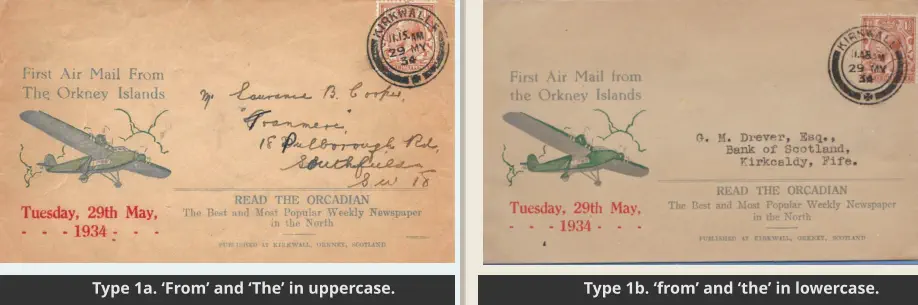 KIRKWALL
11.15 AM
29 MY
34
First Air Mail From
The Orkney Islands
Mr Laurance B. Cooper,
"Tranmere",
18 Pulborough Rd,
Southfields
S.W 18
Tuesday, 29th May,
- - - 1934 - - -
READ THE ORCADIAN
The Best and Most Popular Weekly Newspaper
in the North
PUBLISHED AT KIRKWALL, ORKNEY, SCOTLAND
Type 1a. ‘From’ and ‘The’ in uppercase.
KIRKWALL
11.15 AM
29 MY
34
First Air Mail from
the Orkney Islands
G. M. Drever, Esq.,
Bank of Scotland,
Kirkcaldy, Fife.
Tuesday, 29th May,
- - - 1934 - - -
READ THE ORCADIAN
The Best and Most Popular Weekly Newspaper
in the North
PUBLISHED AT KIRKWALL, ORKNEY, SCOTLAND
Type 1b. ‘from’ and ‘the’ in lowercase.